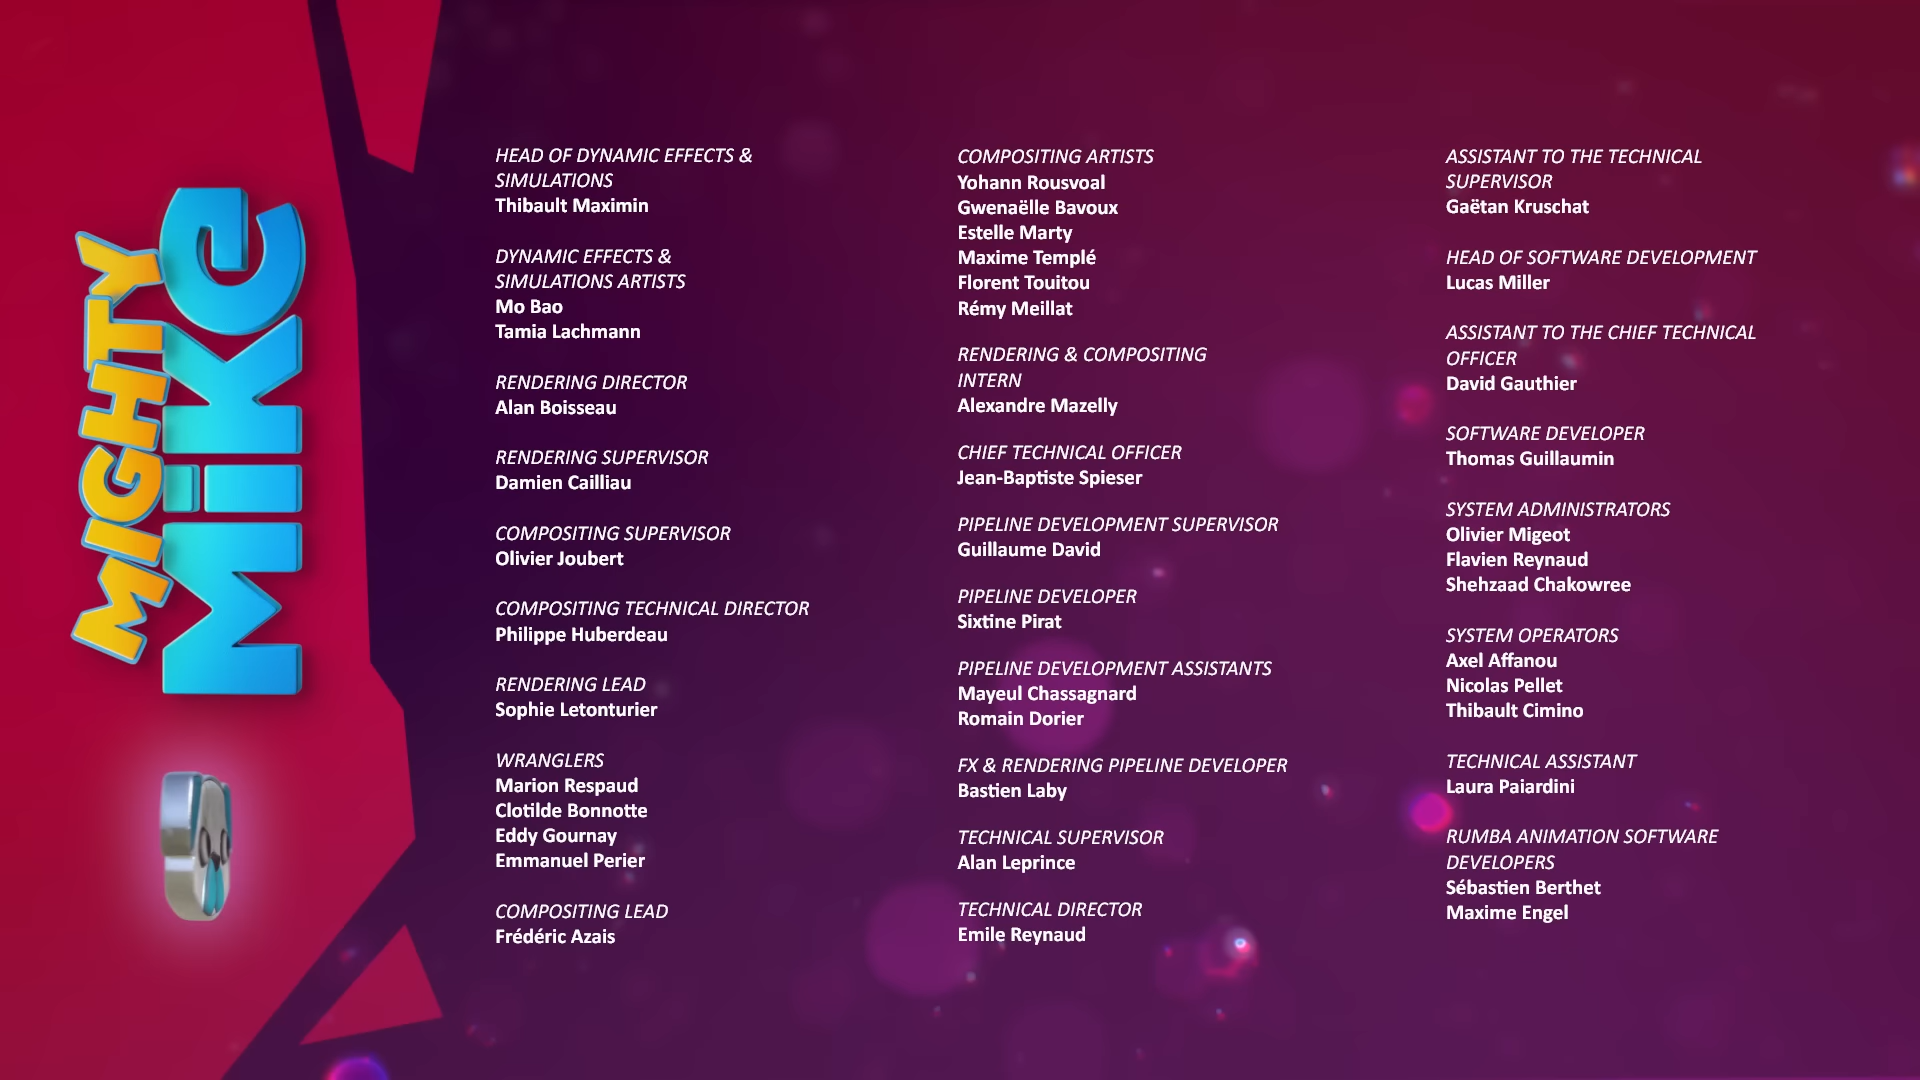 MIGHTY
MiKe
HEAD OF DYNAMIC EFFECTS &
SIMULATIONS
Thibault Maximin
DYNAMIC EFFECTS &
SIMULATIONS ARTISTS
Mo Bao
Tamia Lachmann
RENDERING DIRECTOR
Alan Boisseau
RENDERING SUPERVISOR
Damien Cailliau
COMPOSITING SUPERVISOR
Olivier Joubert
COMPOSITING TECHNICAL DIRECTOR
Philippe Huberdeau
RENDERING LEAD
Sophie Letonturier
WRANGLERS
Marion Respaud
Clotilde Bonnotte
Eddy Gournay
Emmanuel Perier
COMPOSITING LEAD
Frédéric Azais
COMPOSITING ARTISTS
Yohann Rousvoal
Gwenaëlle Bavoux
Estelle Marty
Maxime Templé
Florent Touitou
Rémy Meillat
RENDERING & COMPOSITING
INTERN
Alexandre Mazelly
CHIEF TECHNICAL OFFICER
Jean-Baptiste Spieser
PIPELINE DEVELOPMENT SUPERVISOR
Guillaume David
PIPELINE DEVELOPER
Sixtine Pirat
PIPELINE DEVELOPMENT ASSISTANTS
Mayeul Chassagnard
Romain Dorier
FX & RENDERING PIPELINE DEVELOPER
Bastien Laby
TECHNICAL SUPERVISOR
Alan Leprince
TECHNICAL DIRECTOR
Emile Reynaud
ASSISTANT TO THE TECHNICAL
SUPERVISOR
Gaëtan Kruschat
HEAD OF SOFTWARE DEVELOPMENT
Lucas Miller
ASSISTANT TO THE CHIEF TECHNICAL
OFFICER
David Gauthier
SOFTWARE DEVELOPER
Thomas Guillaumin
SYSTEM ADMINISTRATORS
Olivier Migeot
Flavien Reynaud
Shehzaad Chakowree
SYSTEM OPERATORS
Axel Affanou
Nicolas Pellet
Thibault Cimino
TECHNICAL ASSISTANT
Laura Paiardini
RUMBA ANIMATION SOFTWARE
DEVELOPERS
Sébastien Berthet
Maxime Engel